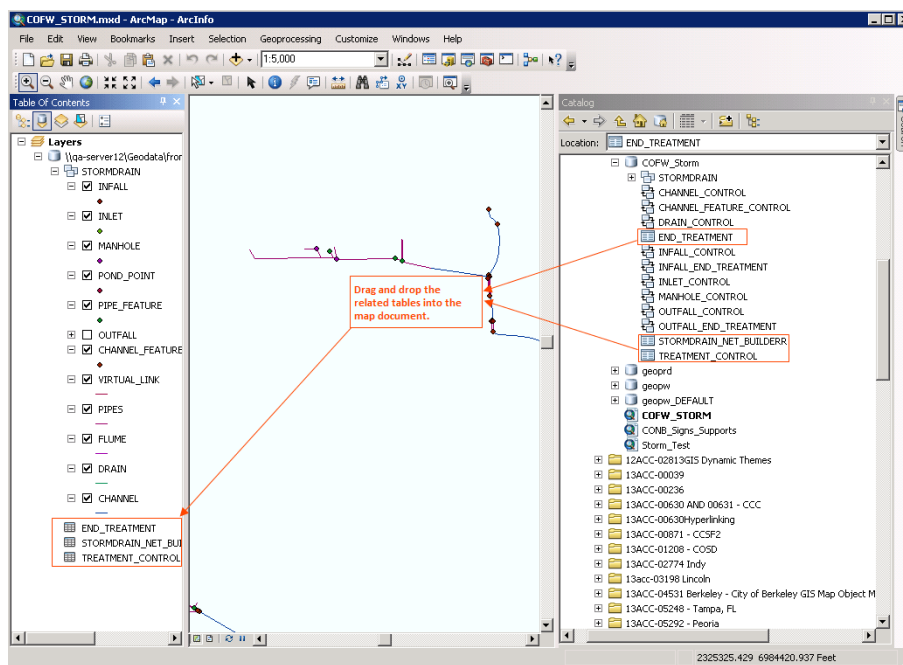 COFW_STORM.mxd - ArcMap - ArcInfo
File Edit View Bookmarks Insert Selection Geoprocessing Customize Windows Help
1:5,000
Table Of Contents
Layers
\\qa-server12\Geodata\fror
STORMDRAIN
INFALL
INLET
MANHOLE
POND_POINT
PIPE_FEATURE
OUTFALL
CHANNEL_FEATURE
VIRTUAL_LINK
PIPES
FLUME
DRAIN
CHANNEL
END_TREATMENT
STORMDRAIN_NET_BUI
TREATMENT_CONTROL
Drag and drop the
related tables into the
map document.
Catalog
Location: END_TREATMENT
COFW_Storm
STORMDRAIN
CHANNEL_CONTROL
CHANNEL_FEATURE_CONTROL
DRAIN_CONTROL
END_TREATMENT
INFALL_CONTROL
INFALL_END_TREATMENT
INLET_CONTROL
MANHOLE_CONTROL
OUTFALL_CONTROL
OUTFALL_END_TREATMENT
STORMDRAIN_NET_BUILDERR
TREATMENT_CONTROL
geoprd
geopw
geopw_DEFAULT
COFW_STORM
CONB_Signs_Supports
Storm_Test
12ACC-02813GIS Dynamic Themes
13ACC-00039
13ACC-00236
13ACC-00630 AND 00631 - CCC
13ACC-00630Hyperlinking
13ACC-00871 - CCSF2
13ACC-01208 - COSD
13ACC-02774 Indy
13acc-03198 Lincoln
13ACC-04531 Berkeley - City of Berkeley GIS Map Object M
13ACC-05248 - Tampa, FL
13ACC-05292 - Peoria
2325325.429 6984420.937 Feet